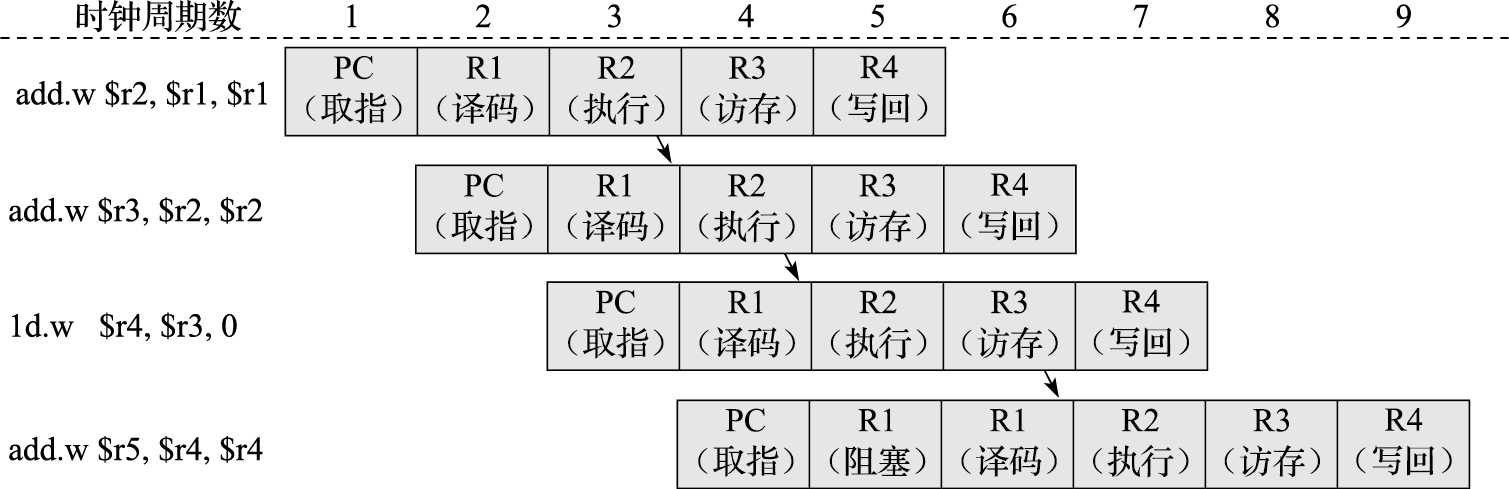 时钟周期数 1 2 3 4 5 6 7 8 9
add.w $r2, $r1, $r1
PC R1 R2 R3 R4
(取指) (译码) (执行) (访存) (写回)
add.w $r3, $r2, $r2
PC R1 R2 R3 R4
(取指) (译码) (执行) (访存) (写回)
1d.w $r4, $r3, 0
PC R1 R2 R3 R4
(取指) (译码) (执行) (访存) (写回)
add.w $r5, $r4, $r4
PC R1 R1 R2 R3 R4
(取指) (阻塞) (译码) (执行) (访存) (写回)